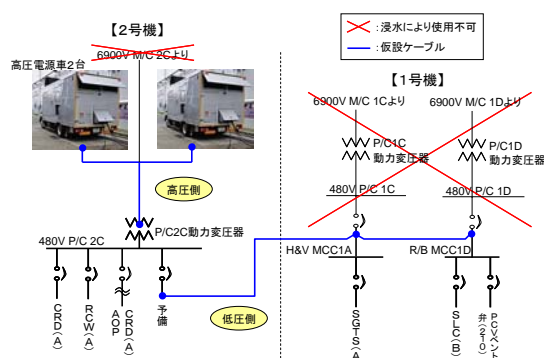 ：浸水により使用不可
：仮設ケーブル
【2号機】
6900V M/C 2Cより
高圧電源車2台
高圧側
P/C2C動力変圧器
480V P/C 2C
CRD(A)
RCW(A)
CRD(A)
AOP
予備
低圧側
【1号機】
6900V M/C 1Cより
6900V M/C 1Dより
P/C1C
動力変圧器
P/C1D
動力変圧器
480V P/C 1C
480V P/C 1D
H&V MCC1A
R/B MCC1D
SGTS(A)
SLC(B)
PCVベント
弁(210)